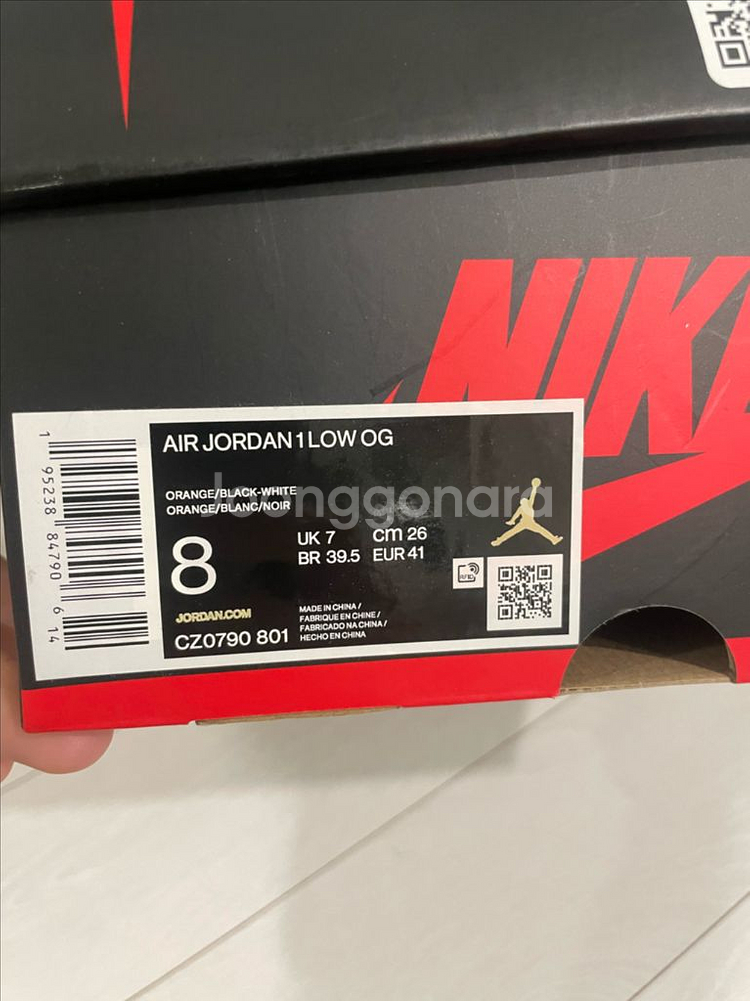 NIKE
AIR JORDAN 1 LOW OG
ORANGE/BLACK-WHITE
ORANGE/BLANC/NOIR
Joonggonara
8
UK 7 cm 26
BR 39.5 EUR 41
RFID
JORDAN.COM
CZ0790 801
MADE IN CHINA /
FABRIQUE EN CHINE /
FABRICADO NA CHINA /
HECHO EN CHINA
1 95238 84790 6 14